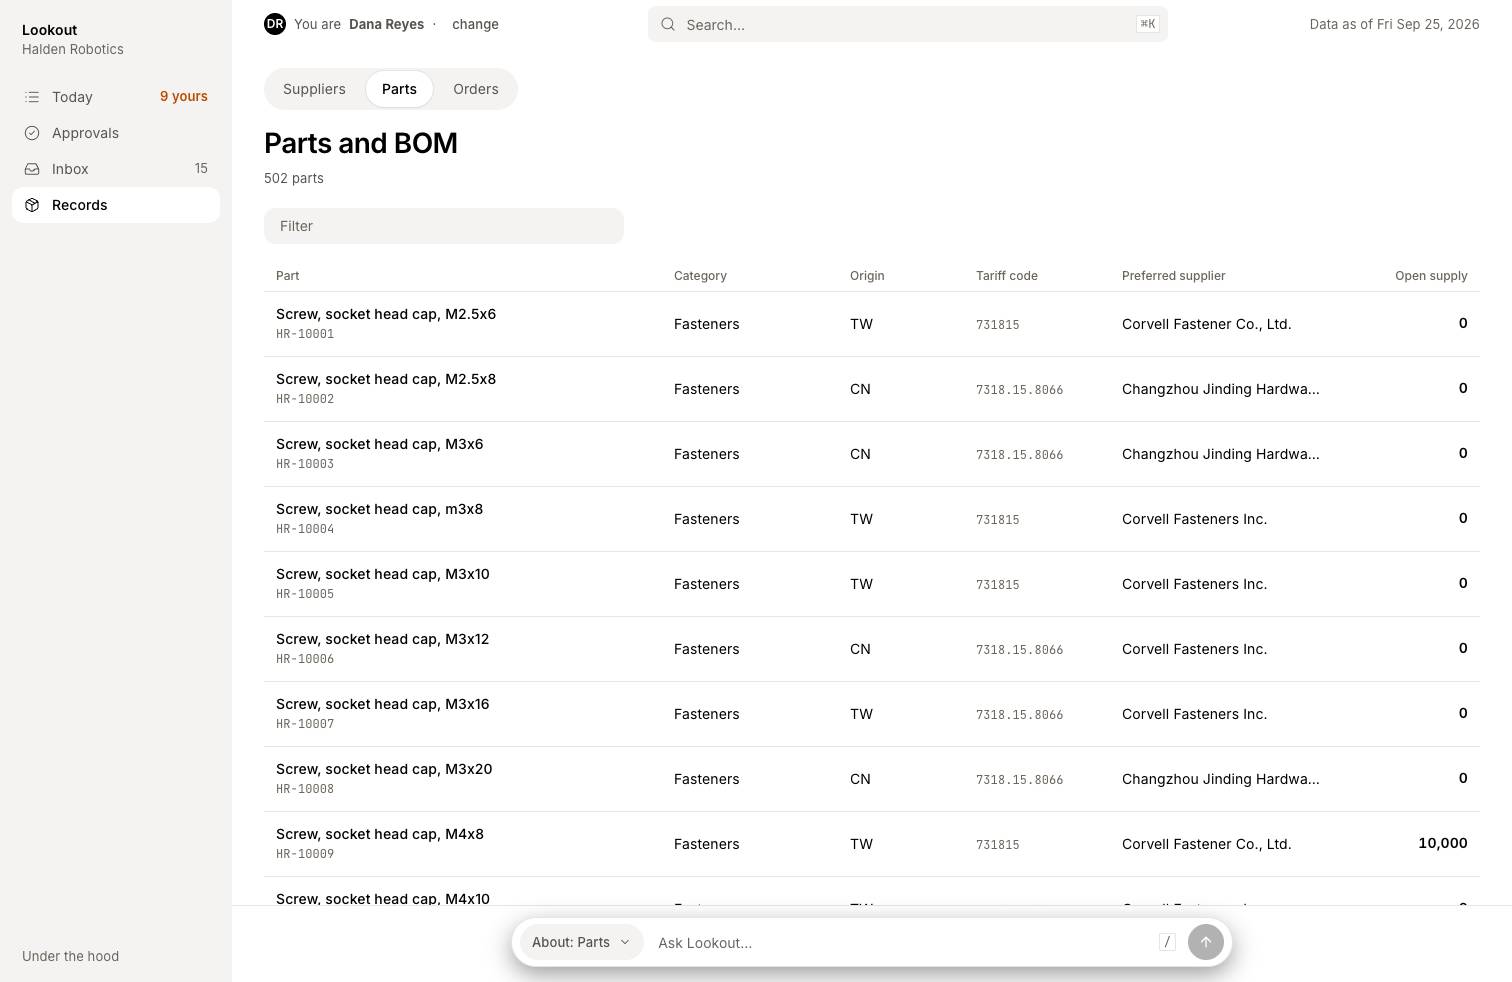 Lookout
Halden Robotics
Today 9 yours
Approvals
Inbox 15
Records
Under the hood
DR You are Dana Reyes · change
Search... ⌘K
Data as of Fri Sep 25, 2026
Suppliers Parts Orders
Parts and BOM
502 parts
Filter
Part Category Origin Tariff code Preferred supplier Open supply
Screw, socket head cap, M2.5x6
HR-10001 Fasteners TW 731815 Corvell Fastener Co., Ltd. 0
Screw, socket head cap, M2.5x8
HR-10002 Fasteners CN 7318.15.8066 Changzhou Jinding Hardwa... 0
Screw, socket head cap, M3x6
HR-10003 Fasteners CN 7318.15.8066 Changzhou Jinding Hardwa... 0
Screw, socket head cap, m3x8
HR-10004 Fasteners TW 731815 Corvell Fasteners Inc. 0
Screw, socket head cap, M3x10
HR-10005 Fasteners TW 731815 Corvell Fasteners Inc. 0
Screw, socket head cap, M3x12
HR-10006 Fasteners CN 7318.15.8066 Corvell Fasteners Inc. 0
Screw, socket head cap, M3x16
HR-10007 Fasteners TW 7318.15.8066 Corvell Fasteners Inc. 0
Screw, socket head cap, M3x20
HR-10008 Fasteners CN 7318.15.8066 Changzhou Jinding Hardwa... 0
Screw, socket head cap, M4x8
HR-10009 Fasteners TW 731815 Corvell Fastener Co., Ltd. 10,000
Screw, socket head cap, M4x10
About: Parts Ask Lookout... /